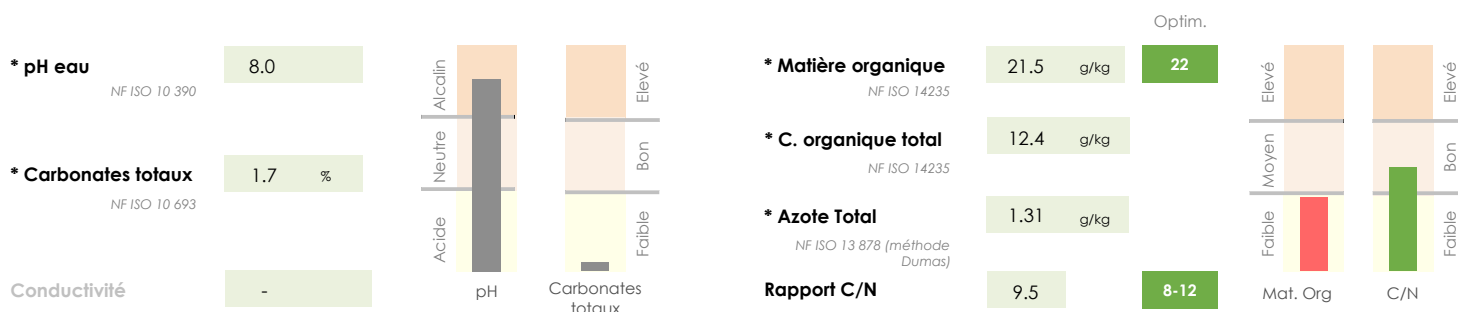 * pH eau
8.0
NF ISO 10 390
* Carbonates totaux
1.7 %
NF ISO 10 693
Conductivité
-
Alcalin
Neutre
Acide
pH
Elevé
Bon
Faible
Carbonates
totaux
Optim.
* Matière organique
21.5 g/kg
22
NF ISO 14235
* C. organique total
12.4 g/kg
NF ISO 14235
* Azote Total
1.31 g/kg
NF ISO 13 878 (méthode
Dumas)
Rapport C/N
9.5
8-12
Elevé
Moyen
Faible
Mat. Org
Elevé
Bon
Faible
C/N